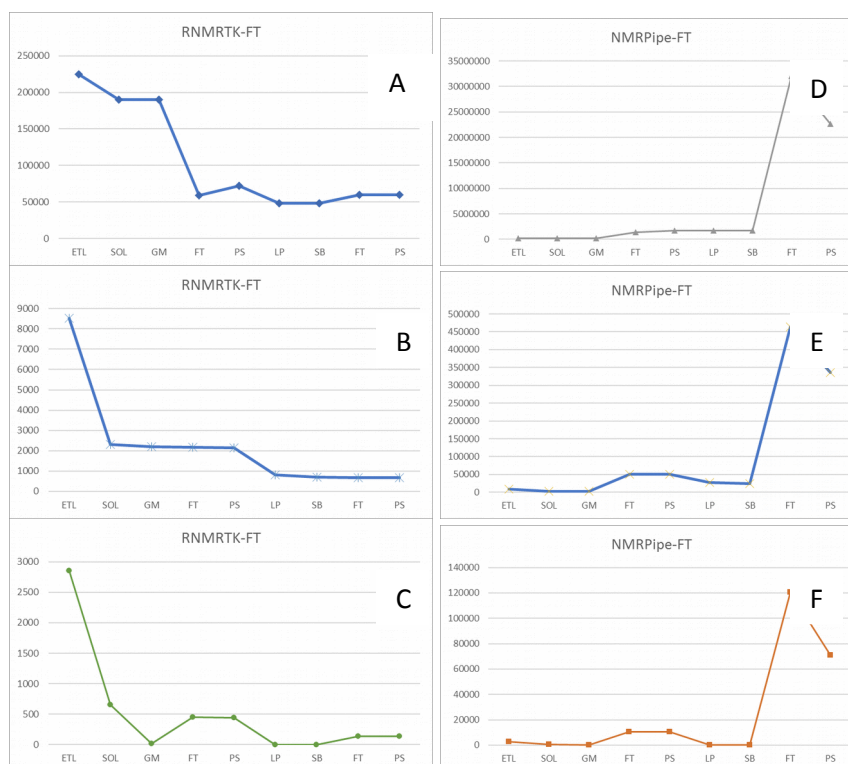 RNMRTK-FT
A
250000
200000
150000
100000
50000
0
ETL SOL GM FT PS LP SB FT PS
NMRPipe-FT
D
35000000
30000000
25000000
20000000
15000000
10000000
5000000
0
ETL SOL GM FT PS LP SB FT PS
RNMRTK-FT
B
9000
8000
7000
6000
5000
4000
3000
2000
1000
0
ETL SOL GM FT PS LP SB FT PS
NMRPipe-FT
E
500000
450000
400000
350000
300000
250000
200000
150000
100000
50000
0
ETL SOL GM FT PS LP SB FT PS
RNMRTK-FT
C
3000
2500
2000
1500
1000
500
0
ETL SOL GM FT PS LP SB FT PS
NMRPipe-FT
F
140000
120000
100000
80000
60000
40000
20000
0
ETL SOL GM FT PS LP SB FT PS